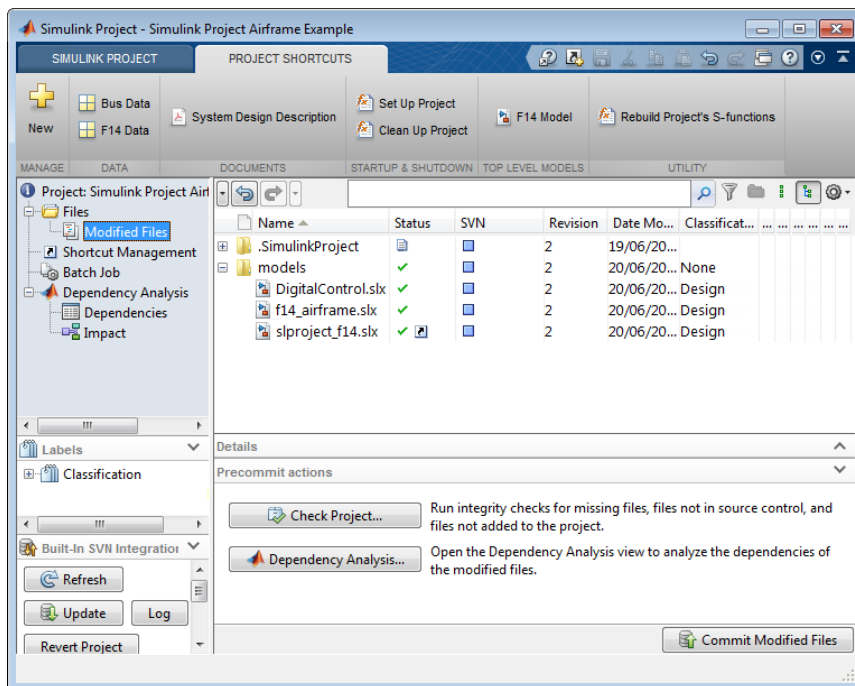 Simulink Project - Simulink Project Airframe Example
SIMULINK PROJECT PROJECT SHORTCUTS
New
Bus Data
F14 Data
System Design Description
Set Up Project
Clean Up Project
F14 Model
Rebuild Project's S-functions
MANAGE DATA DOCUMENTS STARTUP & SHUTDOWN TOP LEVEL MODELS UTILITY
Project: Simulink Project Airf
Files
Modified Files
Shortcut Management
Batch Job
Dependency Analysis
Dependencies
Impact
Name Status SVN Revision Date Mo... Classificat... ... ... ... ... ... ...
.SimulinkProject 2 19/06/20...
models 2 20/06/20... None
DigitalControl.slx 2 20/06/20... Design
f14_airframe.slx 2 20/06/20... Design
slproject_f14.slx 2 20/06/20... Design
Labels
Classification
Built-In SVN Integration
Refresh
Update Log
Revert Project
Details
Precommit actions
Check Project...
Run integrity checks for missing files, files not in source control, and
files not added to the project.
Dependency Analysis...
Open the Dependency Analysis view to analyze the dependencies of
the modified files.
Commit Modified Files